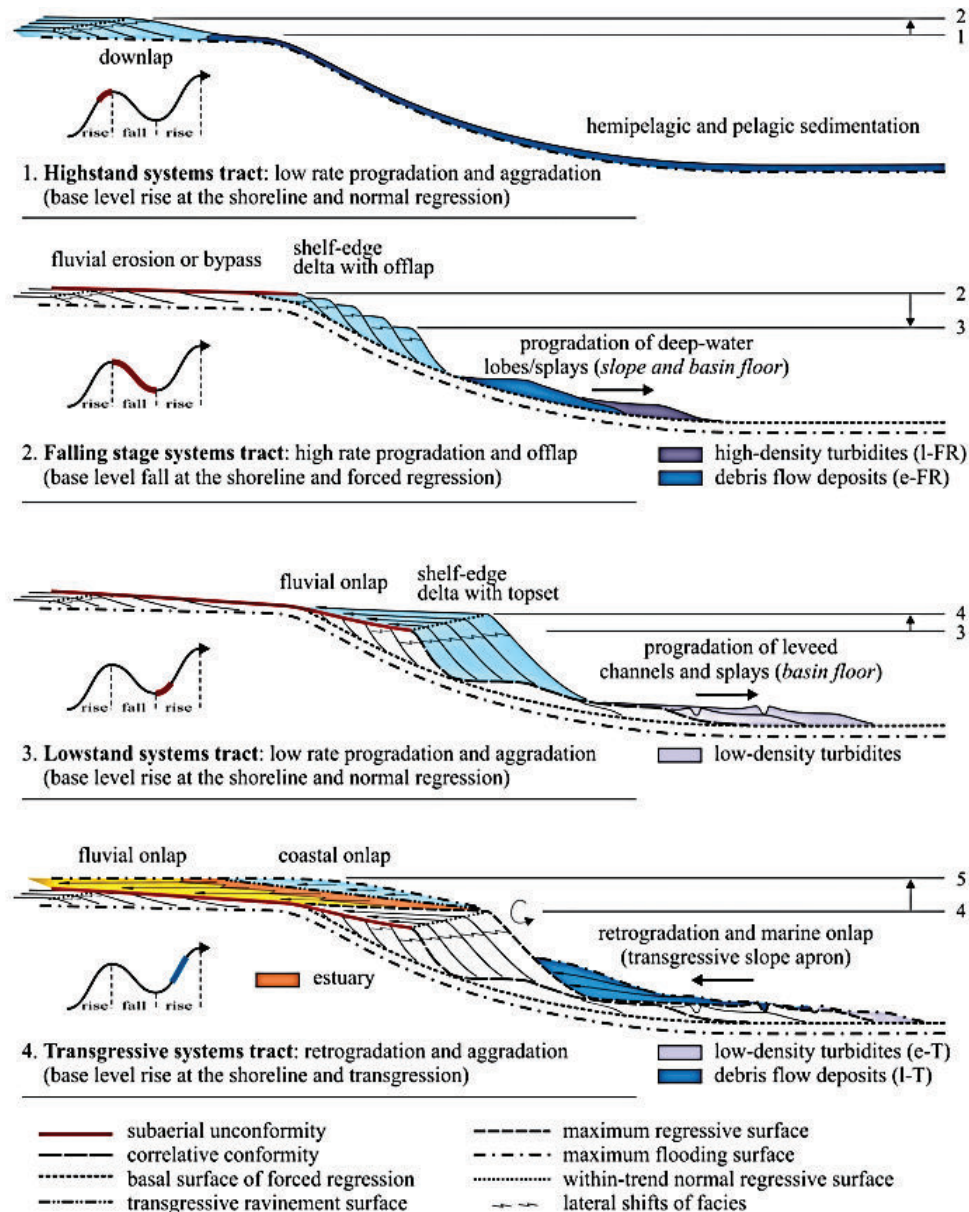 2
1
downlap
rise fall rise
hemipelagic and pelagic sedimentation
1. Highstand systems tract: low rate progradation and aggradation
(base level rise at the shoreline and normal regression)
fluvial erosion or bypass
shelf-edge
delta with offlap
2
3
progradation of deep-water
lobes/splays (slope and basin floor)
rise fall rise
2. Falling stage systems tract: high rate progradation and offlap
(base level fall at the shoreline and forced regression)
high-density turbidites (l-FR)
debris flow deposits (e-FR)
fluvial onlap
shelf-edge
delta with topset
4
3
progradation of leveed
channels and splays (basin floor)
rise fall rise
3. Lowstand systems tract: low rate progradation and aggradation
(base level rise at the shoreline and normal regression)
low-density turbidites
fluvial onlap
coastal onlap
5
4
retrogradation and marine onlap
(transgressive slope apron)
rise fall rise
estuary
4. Transgressive systems tract: retrogradation and aggradation
(base level rise at the shoreline and transgression)
low-density turbidites (e-T)
debris flow deposits (l-T)
subaerial unconformity
correlative conformity
basal surface of forced regression
transgressive ravinement surface
maximum regressive surface
maximum flooding surface
within-trend normal regressive surface
lateral shifts of facies